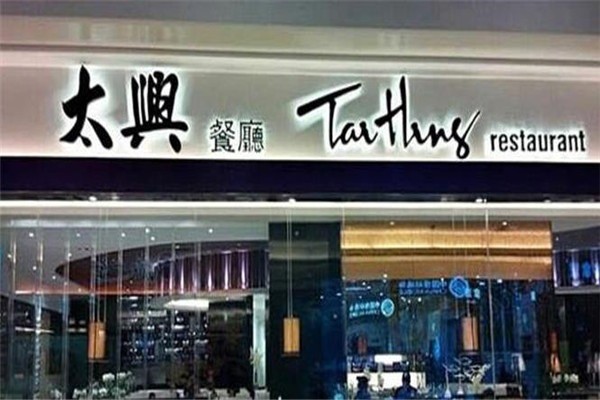 太興 餐廳 Tai Hing restaurant